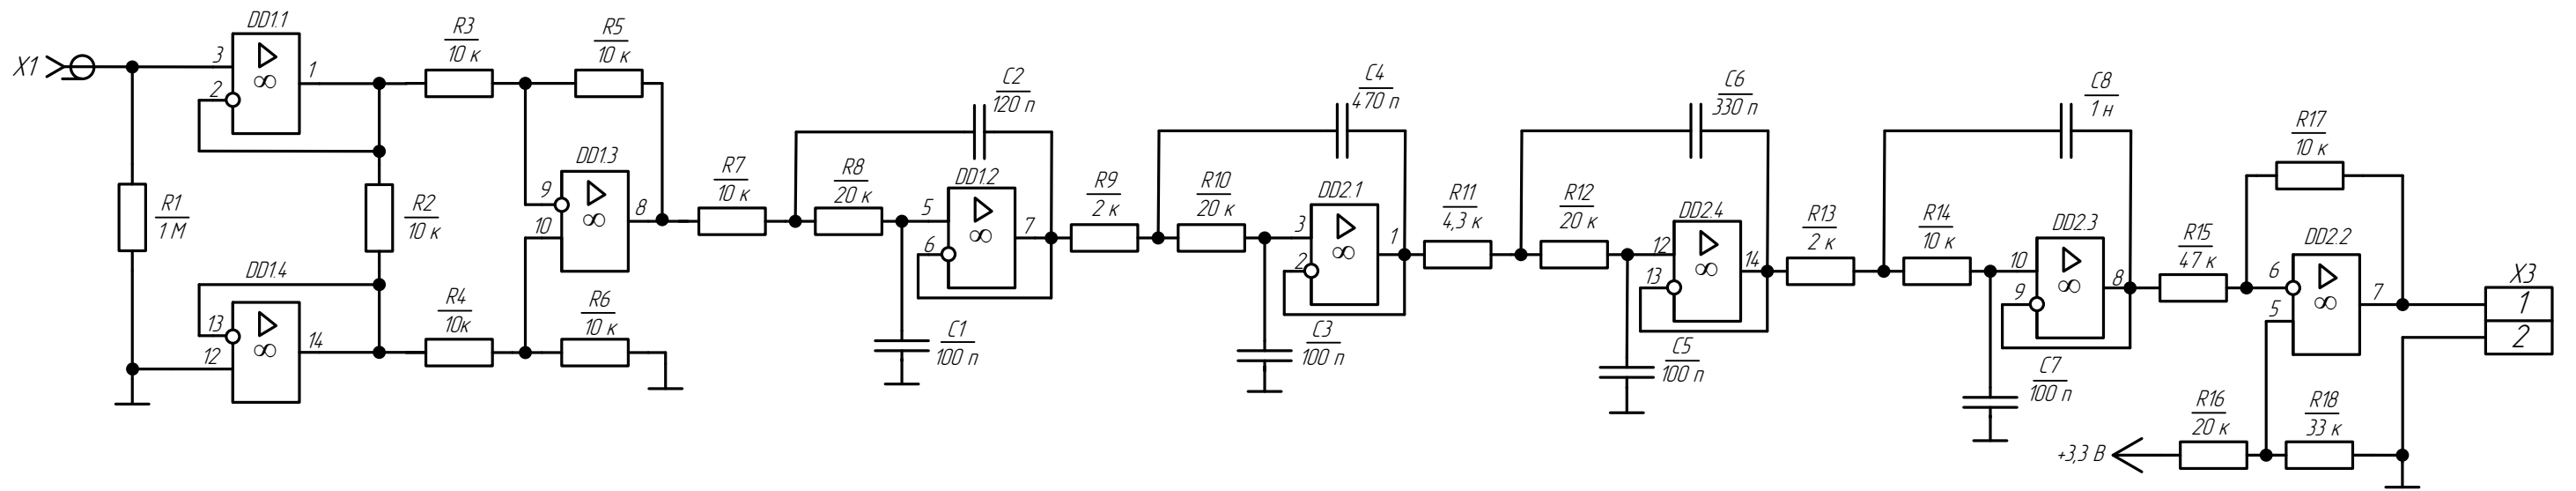 X1
3
2
DD1.1
▷
∞
1
R1
1 М
DD1.4
13
12
▷
∞
14
R2
10 к
R3
10 к
R5
10 к
R4
10к
R6
10 к
DD1.3
9
10
▷
∞
8
R7
10 к
R8
20 к
C2
120 п
DD1.2
5
6
▷
∞
7
C1
100 п
R9
2 к
R10
20 к
C4
470 п
DD2.1
3
2
▷
∞
1
C3
100 п
R11
4,3 к
R12
20 к
C6
330 п
DD2.4
12
13
▷
∞
14
C5
100 п
R13
2 к
R14
10 к
C8
1 н
DD2.3
10
9
▷
∞
8
C7
100 п
R15
47 к
R17
10 к
DD2.2
6
5
▷
∞
7
X3
1
2
+3,3 В
R16
20 к
R18
33 к